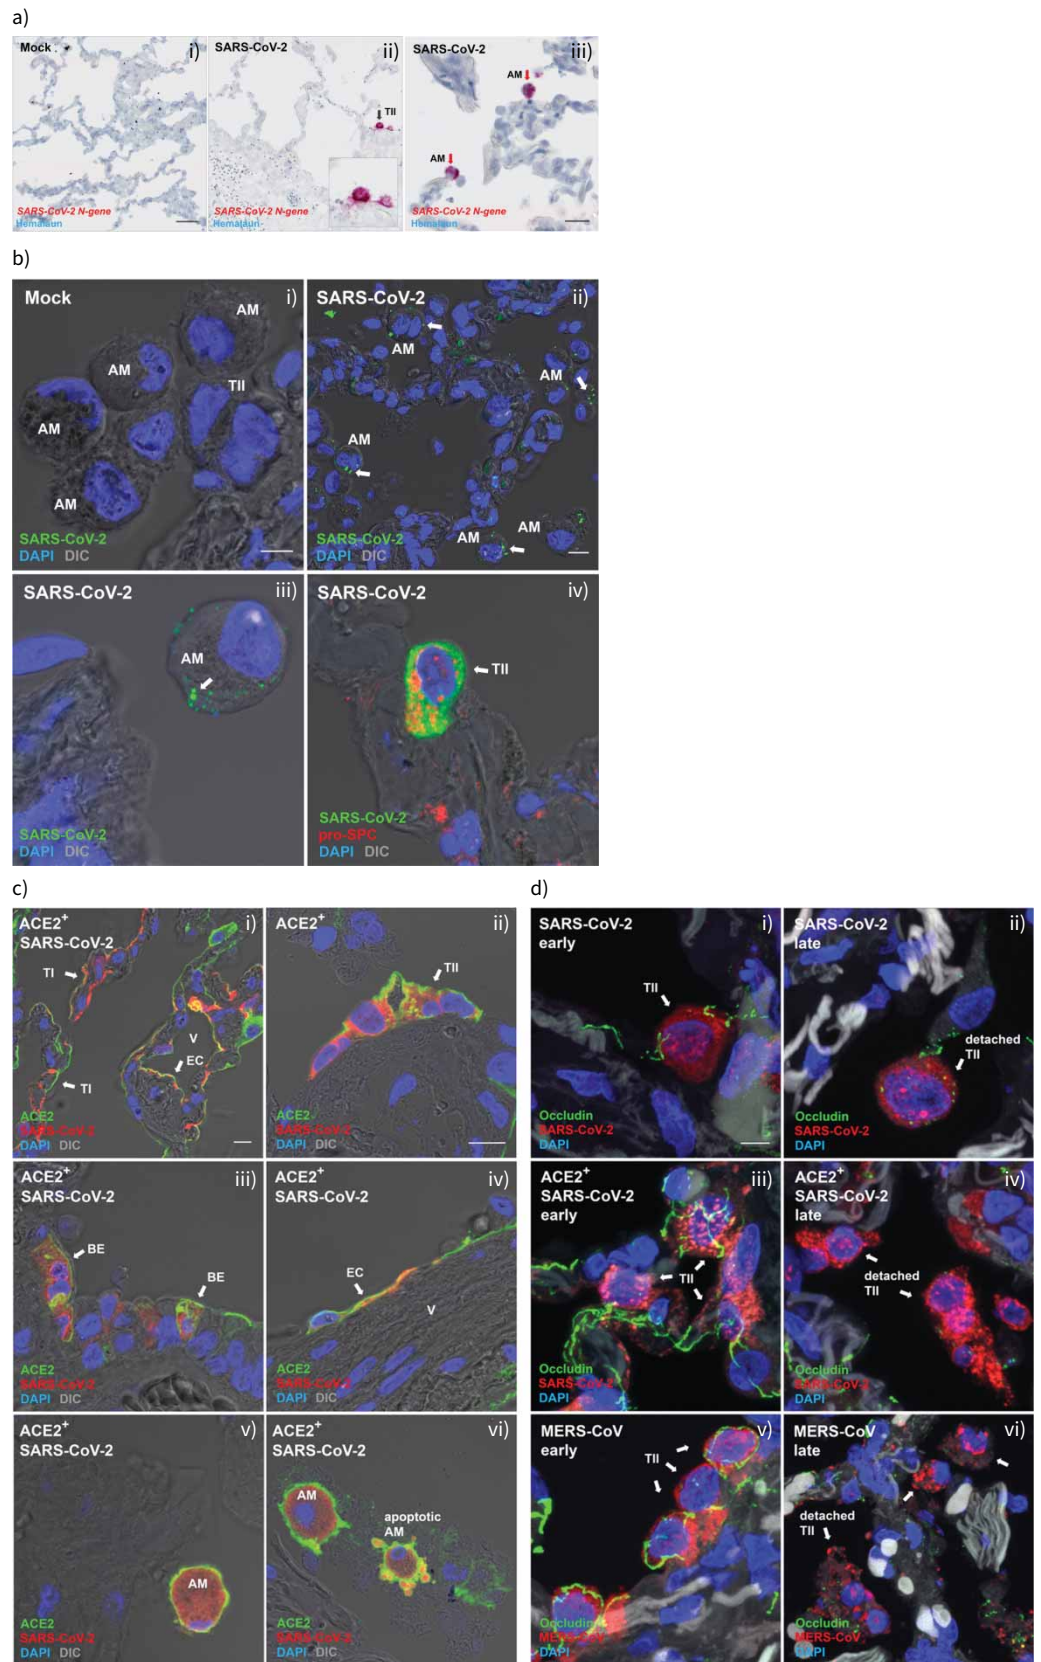 a)
Mock
i)
SARS-CoV-2 N-gene
Hemalaun
SARS-CoV-2
ii)
TII
SARS-CoV-2 N-gene
Hemalaun
SARS-CoV-2
iii)
AM
AM
SARS-CoV-2 N-gene
Hemalaun
b)
Mock
i)
AM
AM
TII
AM
AM
SARS-CoV-2
DAPI DIC
SARS-CoV-2
ii)
AM
AM
AM
AM
AM
SARS-CoV-2
DAPI DIC
SARS-CoV-2
iii)
AM
SARS-CoV-2
DAPI DIC
SARS-CoV-2
iv)
TII
SARS-CoV-2
pro-SPC
DAPI DIC
c)
ACE2+
SARS-CoV-2
i)
TI
V
EC
TI
ACE2
SARS-CoV-2
DAPI DIC
ACE2+
ii)
TII
ACE2
SARS-CoV-2
DAPI DIC
ACE2+
SARS-CoV-2
iii)
BE
BE
ACE2
SARS-CoV-2
DAPI DIC
ACE2+
SARS-CoV-2
iv)
EC
V
ACE2
SARS-CoV-2
DAPI DIC
ACE2+
SARS-CoV-2
v)
AM
ACE2
SARS-CoV-2
DAPI DIC
ACE2+
SARS-CoV-2
vi)
AM
apoptotic
AM
ACE2
SARS-CoV-2
DAPI DIC
d)
SARS-CoV-2
early
i)
TII
Occludin
SARS-CoV-2
DAPI
SARS-CoV-2
late
ii)
detached
TII
Occludin
SARS-CoV-2
DAPI
ACE2+
SARS-CoV-2
early
iii)
TII
Occludin
SARS-CoV-2
DAPI
ACE2+
SARS-CoV-2
late
iv)
detached
TII
Occludin
SARS-CoV-2
DAPI
MERS-CoV
early
v)
TII
Occludin
MERS-CoV
DAPI
MERS-CoV
late
vi)
detached
TII
Occludin
MERS-CoV
DAPI